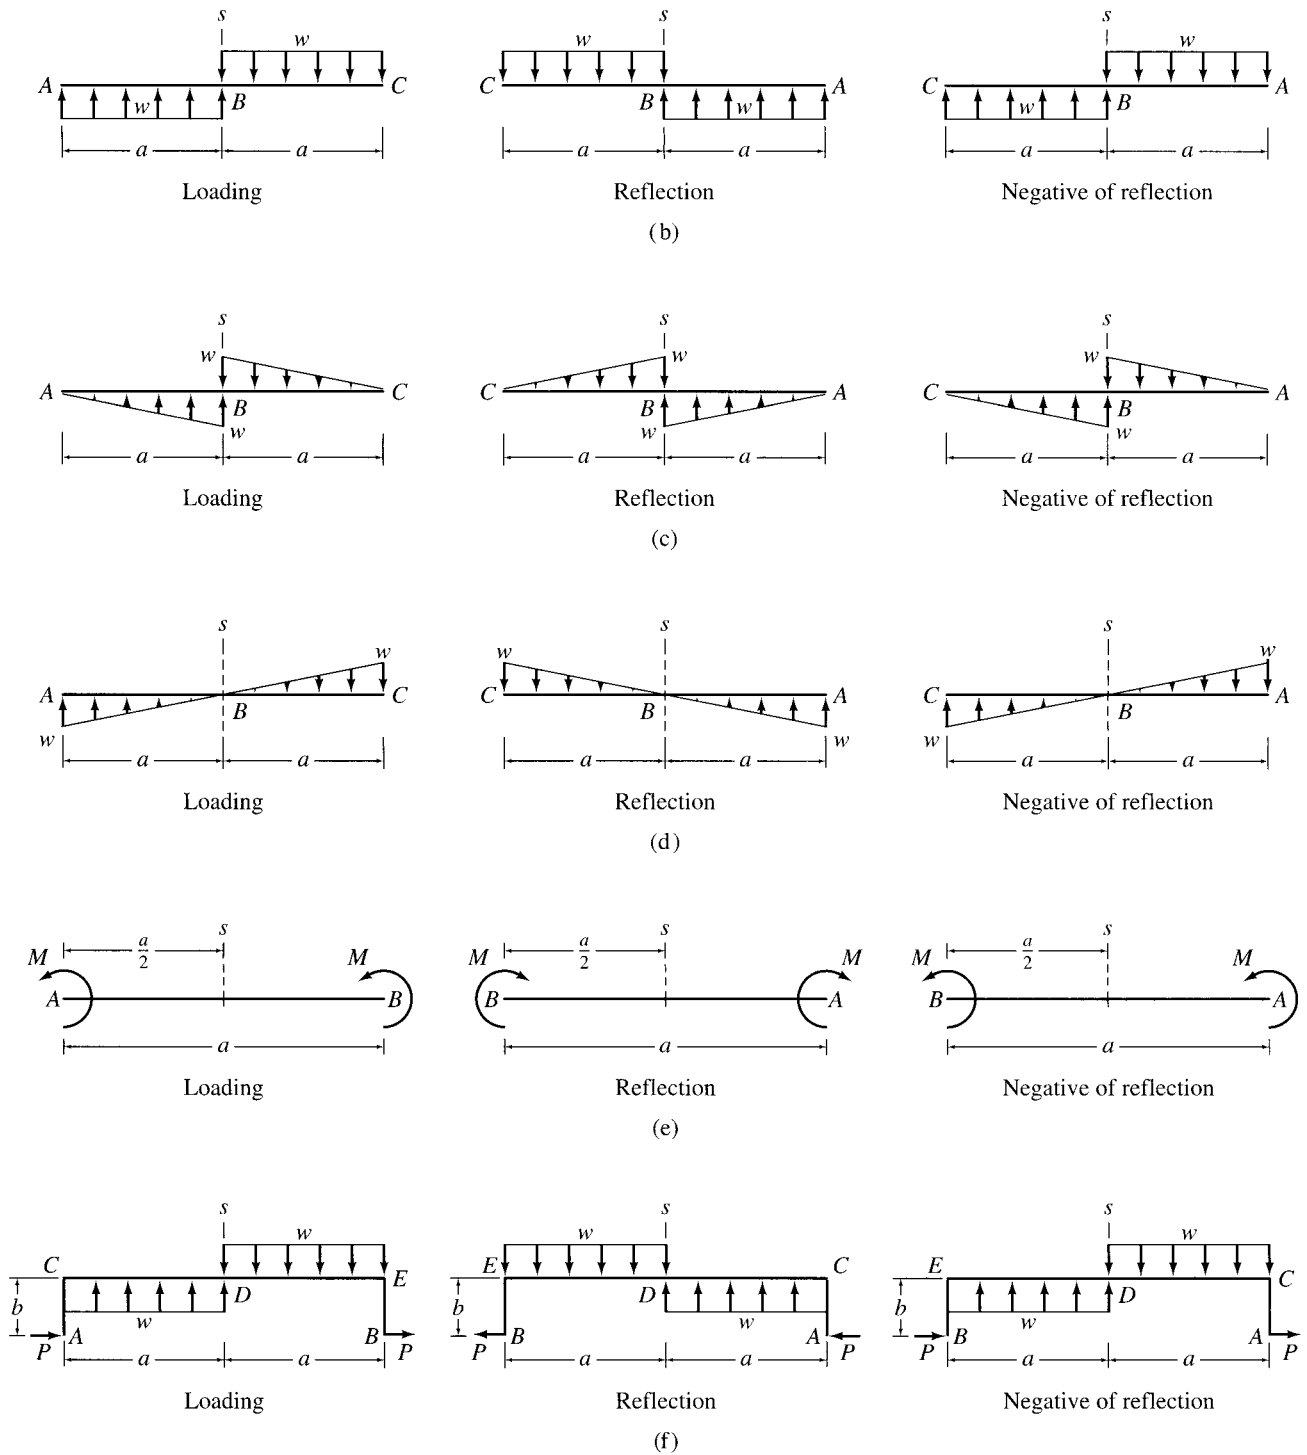 s s s
w w w
A C C A C A
w B B w w B
a a a a a a
Loading Reflection Negative of reflection
(b)
s s s
w w w
A C C A C A
B B B
w w w
a a a a a a
Loading Reflection Negative of reflection
(c)
s s s
w w w
A C C A C A
B B B
w w w
a a a a a a
Loading Reflection Negative of reflection
(d)
s s s
M a/2 M M a/2 M M a/2 M
A B B A B A
a a a
Loading Reflection Negative of reflection
(e)
s s s
w w w
C E E C E C
b D b D b D
w w w
A B B A B A
P P P P P P
a a a a a a
Loading Reflection Negative of reflection
(f)